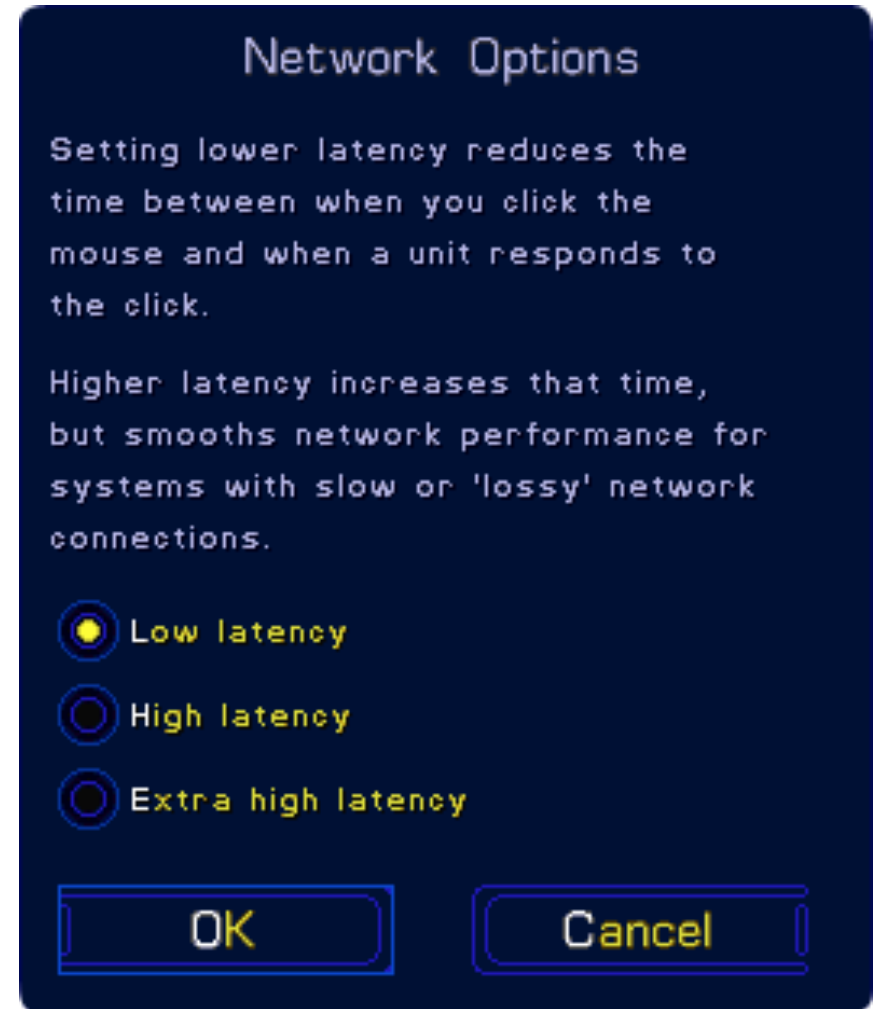 Network Options
Setting lower latency reduces the
time between when you click the
mouse and when a unit responds to
the click.
Higher latency increases that time,
but smooths network performance for
systems with slow or 'lossy' network
connections.
Low latency
High latency
Extra high latency
OK
Cancel